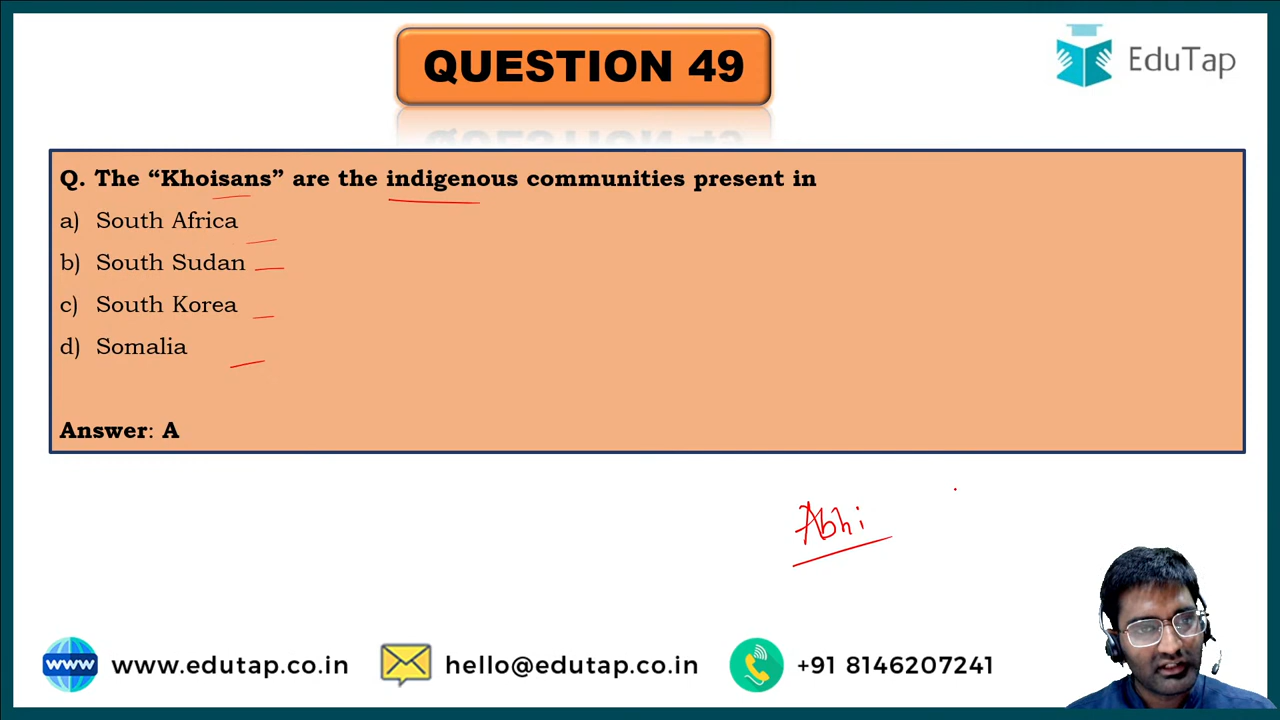 QUESTION 49
EduTap
Q. The “Khoisans” are the indigenous communities present in
a) South Africa
b) South Sudan
c) South Korea
d) Somalia
Answer: A
Abhi
www.edutap.co.in
hello@edutap.co.in
+91 8146207241